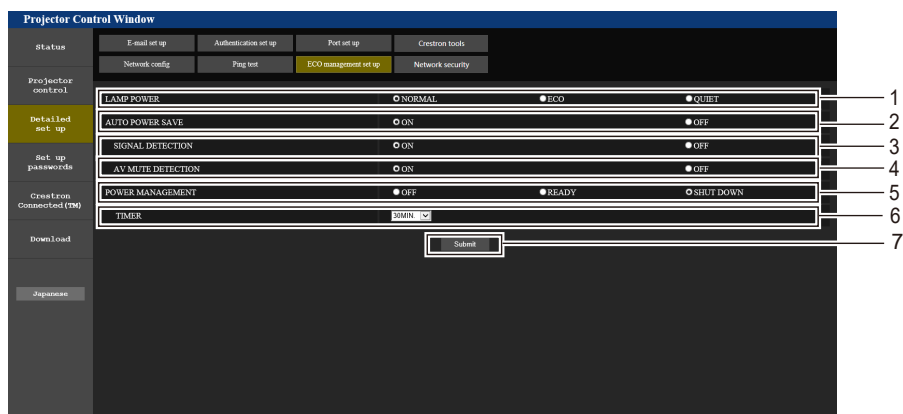 Projector Control Window
Status
E-mail set up
Authentication set up
Port set up
Crestron tools
Network config
Ping test
ECO management set up
Network security
Projector
control
Detailed
set up
Set up
passwords
Crestron
Connected(TM)
Download
Japanese
LAMP POWER NORMAL ECO QUIET 1
AUTO POWER SAVE ON OFF 2
SIGNAL DETECTION ON OFF 3
AV MUTE DETECTION ON OFF 4
POWER MANAGEMENT OFF READY SHUT DOWN 5
TIMER 30MIN. 6
Submit 7